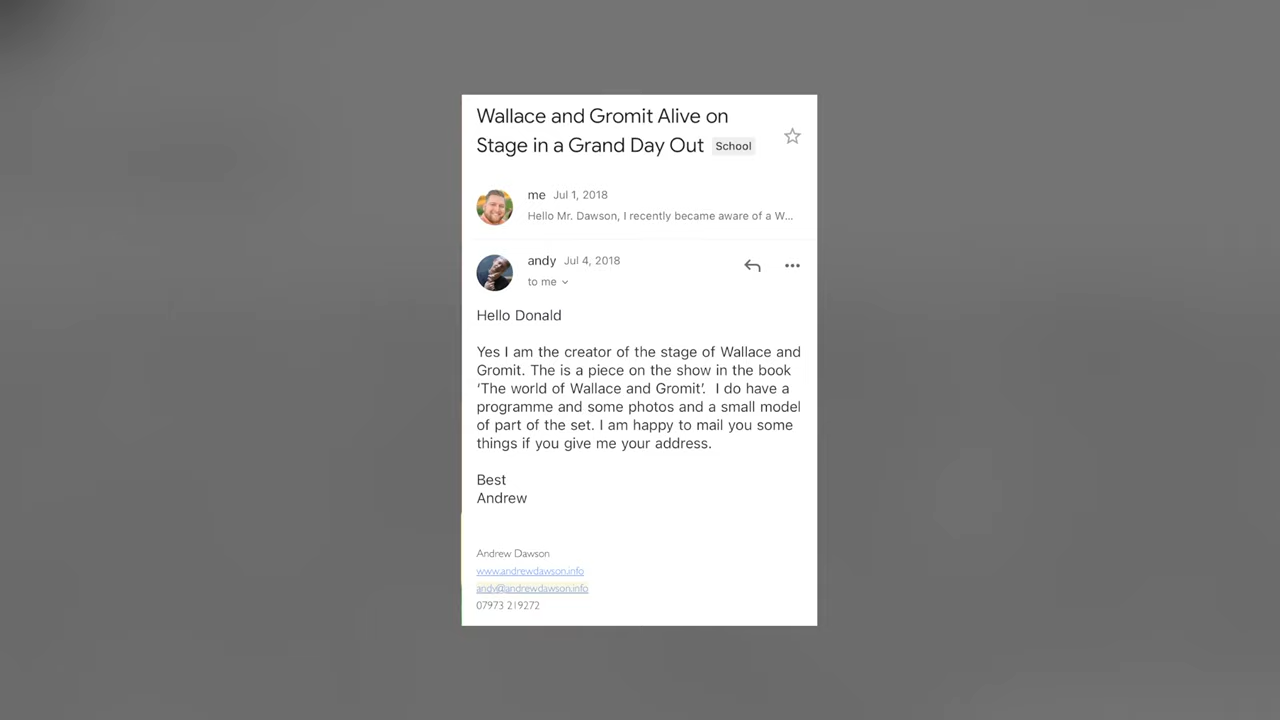 Wallace and Gromit Alive on
Stage in a Grand Day Out School
me Jul 1, 2018
Hello Mr. Dawson, I recently became aware of a W...
andy Jul 4, 2018
to me
Hello Donald
Yes I am the creator of the stage of Wallace and
Gromit. The is a piece on the show in the book
‘The world of Wallace and Gromit’. I do have a
programme and some photos and a small model
of part of the set. I am happy to mail you some
things if you give me your address.
Best
Andrew
Andrew Dawson
www.andrewdawson.info
andy@andrewdawson.info
07973 219272